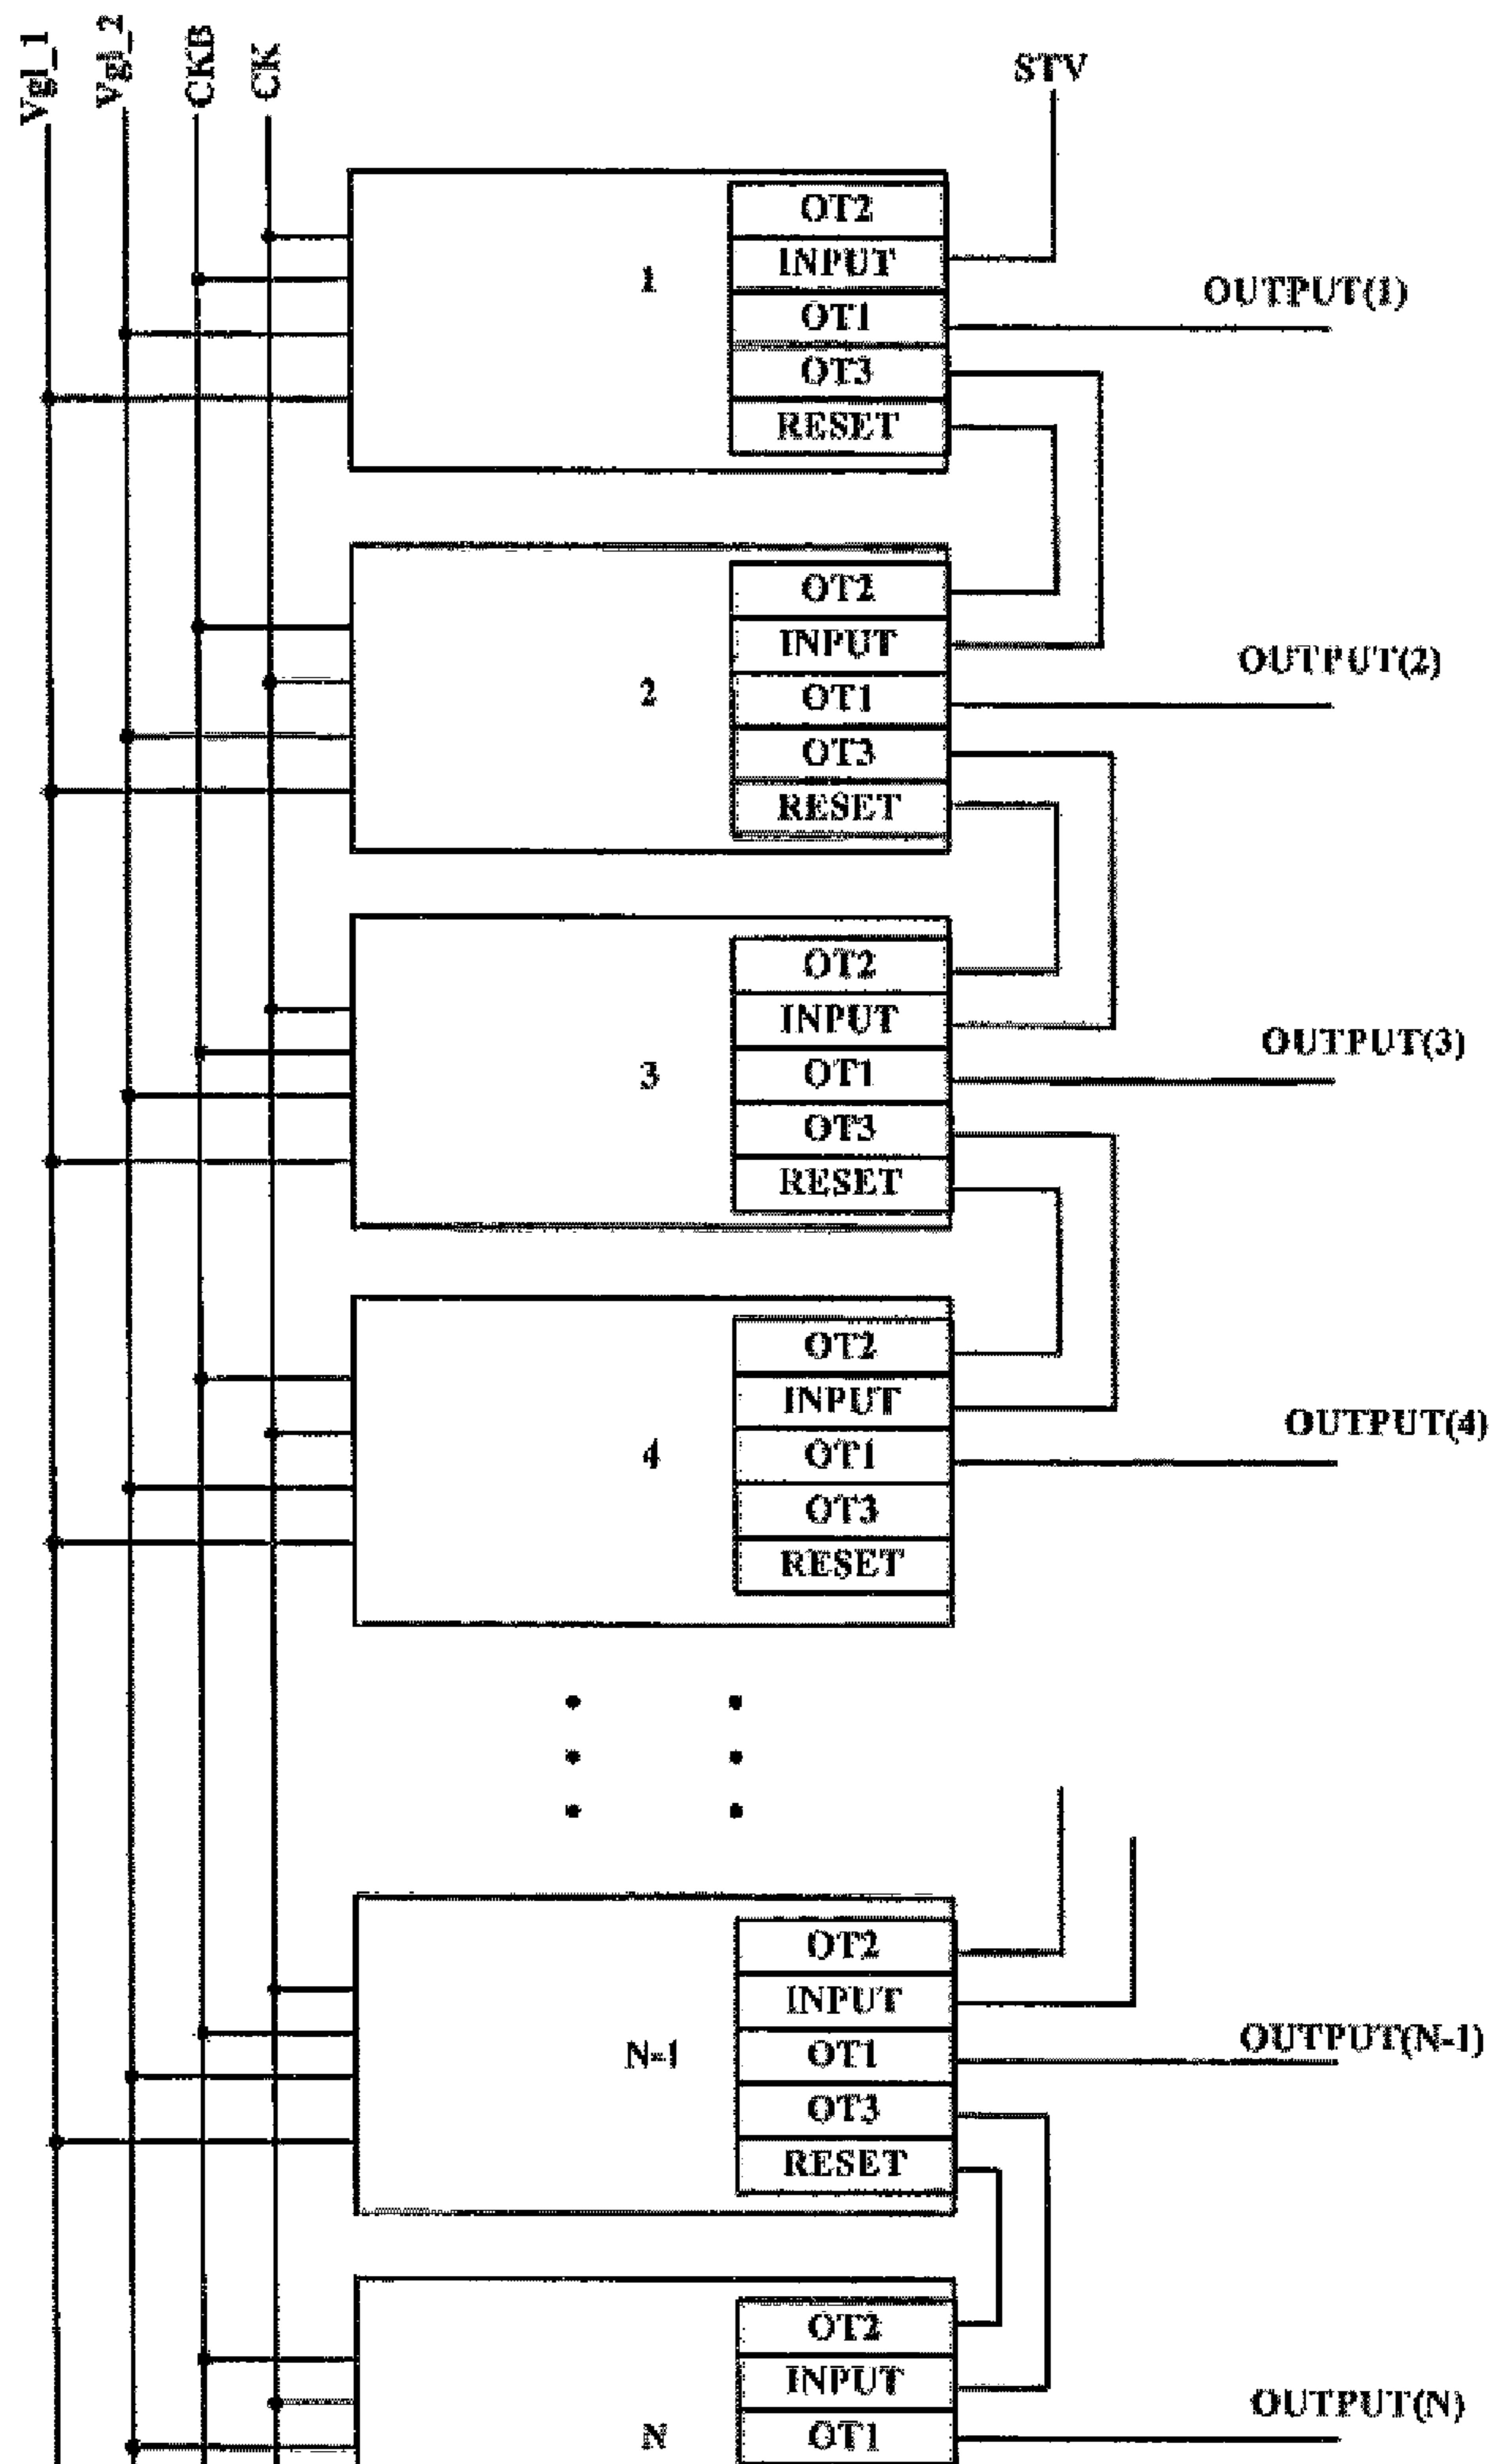 Vgl_1
Vgl_2
CKB
CK
STV
OT2
INPUT
1
OT1
OUTPUT(1)
OT3
RESET
OT2
INPUT
2
OUTPUT(2)
OT1
OT3
RESET
OT2
INPUT
3
OUTPUT(3)
OT1
OT3
RESET
OT2
INPUT
4
OUTPUT(4)
OT1
OT3
RESET
OT2
INPUT
N-1
OUTPUT(N-1)
OT1
OT3
RESET
OT2
INPUT
OUTPUT(N)
N
OT1